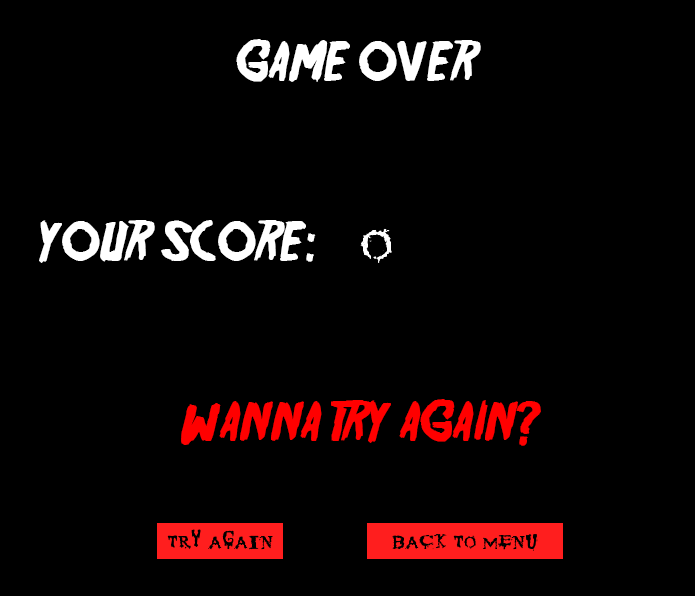 GAME OVER
YOUR SCORE: 0
WANNA TRY AGAIN?
TRY AGAIN
BACK TO MENU